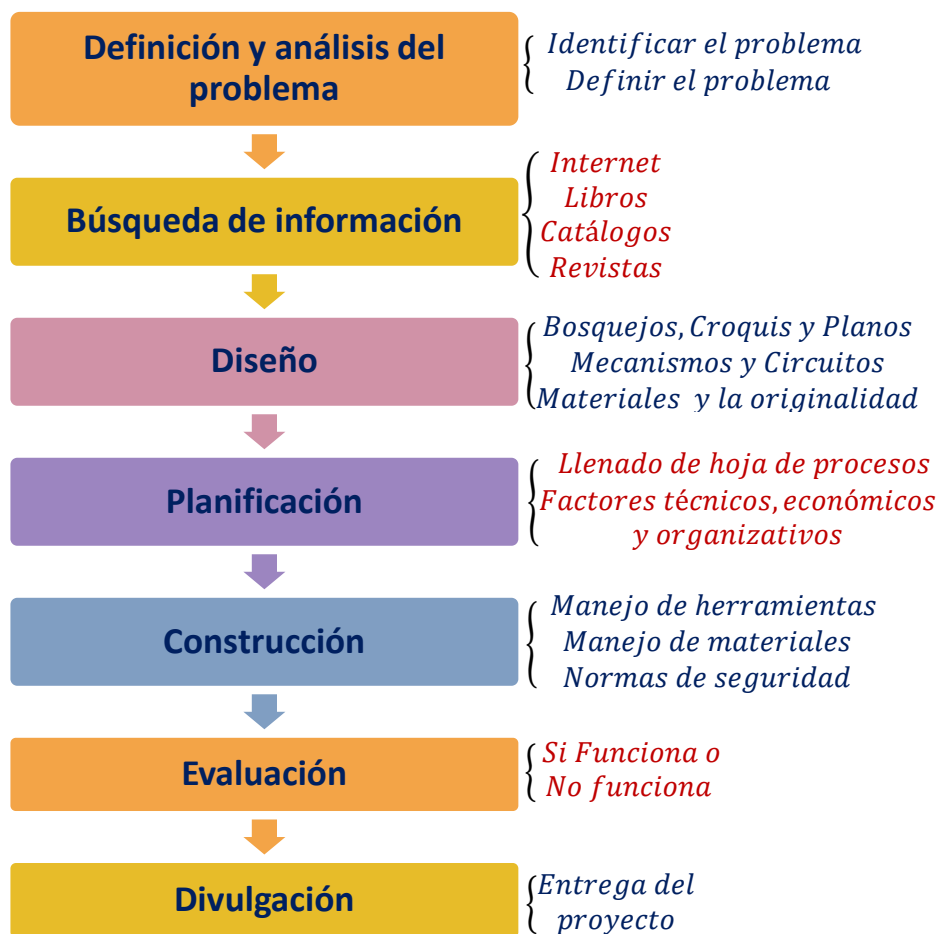 Definición y análisis del
problema
Identificar el problema
Definir el problema
Búsqueda de información
Internet
Libros
Catálogos
Revistas
Diseño
Bosquejos, Croquis y Planos
Mecanismos y Circuitos
Materiales y la originalidad
Planificación
Llenado de hoja de procesos
Factores técnicos, económicos
y organizativos
Construcción
Manejo de herramientas
Manejo de materiales
Normas de seguridad
Evaluación
Si Funciona o
No funciona
Divulgación
Entrega del
proyecto